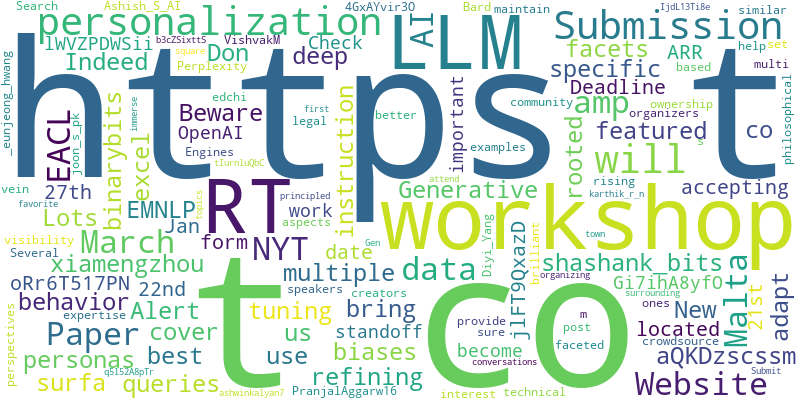 https
t
t
co
workshop
LLM
RT
personalization
Submission
AI
will
Website
EACL
March
NYT
Paper
Malta
data
Indeed
Don
deep
Check
lWVZPDWSii
Ashish_S_AI
4GxAYvir3O
Bard
Search
maintain
IjdL13Ti8e
similar
b3cZSixttS
VishvakM
square
Perplexity
facets
ARR
help
set
based
multi
specific
Deadline
ownership
organizers
amp
featured
co
philosophical
_eunjeong_hwang
joon_s_pk
binarybits
excel
immerse
Beware
OpenAI
edchi
legal
first
Engines
tlurnluQbC
instruction
important
community
better
examples
rooted
s
accepting
rising
karthik_r_n
vein
27th
favorite
Lots
EMNLP
Jan
topics
principled
attend
work
form
aspects
Generative
visibility
Several
xiamengzhou
date
Gen
speakers
multiple
creators
Diyi_Yang
brilliant
jlFT9QxazD
organizing
town
surrounding
shashank_bits
Gi7ihA8yfO
New
21st
adapt
oRr6T517PN
22nd
behavior
Alert
tuning
bring
expertise
cover
us
standoff
provide
sure
m
post
become
faceted
conversations
ones
located
crowdsource
perspectives
personas
best
use
biases
aQKDzscssm
surfa
queries
refining
q5152A8pTr
ashwinkalyan7
PranjalAggarw16
interest
technical
Submit